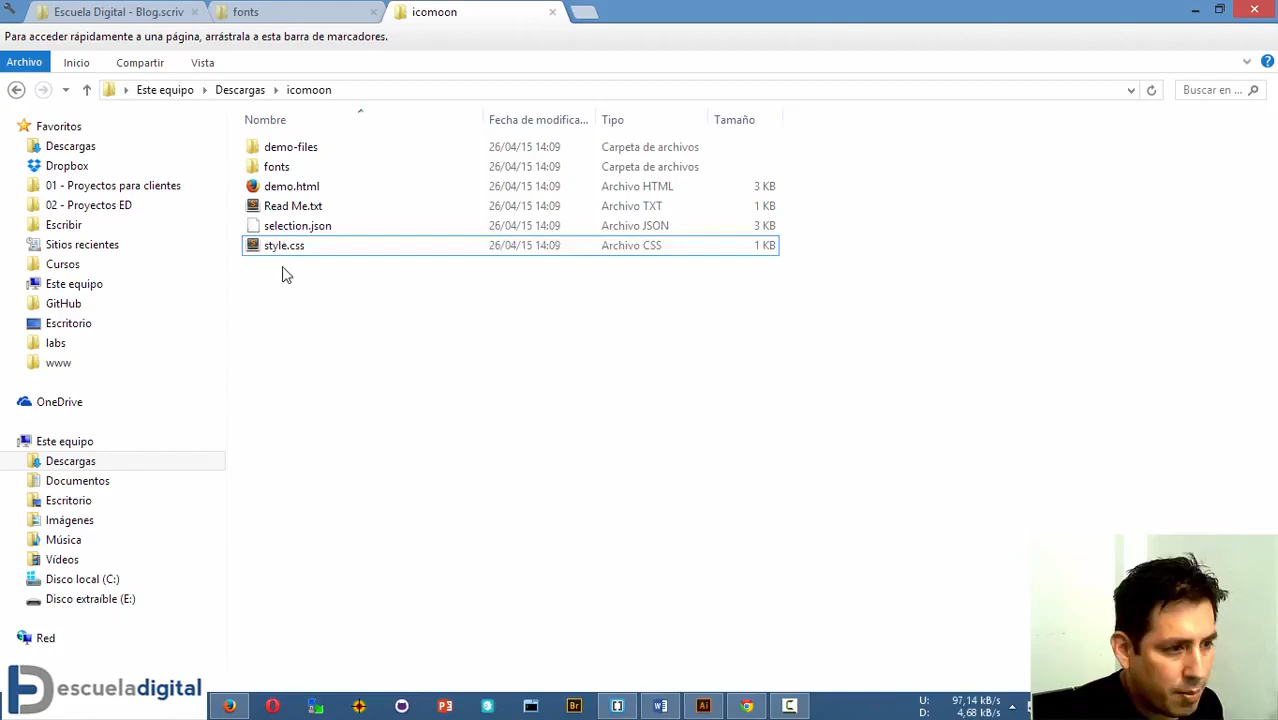 Escuela Digital - Blog.scriv
fonts
icomoon
Para acceder rápidamente a una página, arrástrala a esta barra de marcadores.
Archivo Inicio Compartir Vista
Este equipo Descargas icomoon
Buscar en ...
Nombre Fecha de modifica... Tipo Tamaño
demo-files 26/04/15 14:09 Carpeta de archivos
fonts 26/04/15 14:09 Carpeta de archivos
demo.html 26/04/15 14:09 Archivo HTML 3 KB
Read Me.txt 26/04/15 14:09 Archivo TXT 1 KB
selection.json 26/04/15 14:09 Archivo JSON 3 KB
style.css 26/04/15 14:09 Archivo CSS 1 KB
Favoritos
Descargas
Dropbox
01 - Proyectos para clientes
02 - Proyectos ED
Escribir
Sitios recientes
Cursos
Este equipo
GitHub
Escritorio
labs
www
OneDrive
Este equipo
Descargas
Documentos
Escritorio
Imágenes
Música
Vídeos
Disco local (C:)
Disco extraíble (E:)
Red
escueladigital
U: 97,14 kB/s
D: 4,68 kB/s